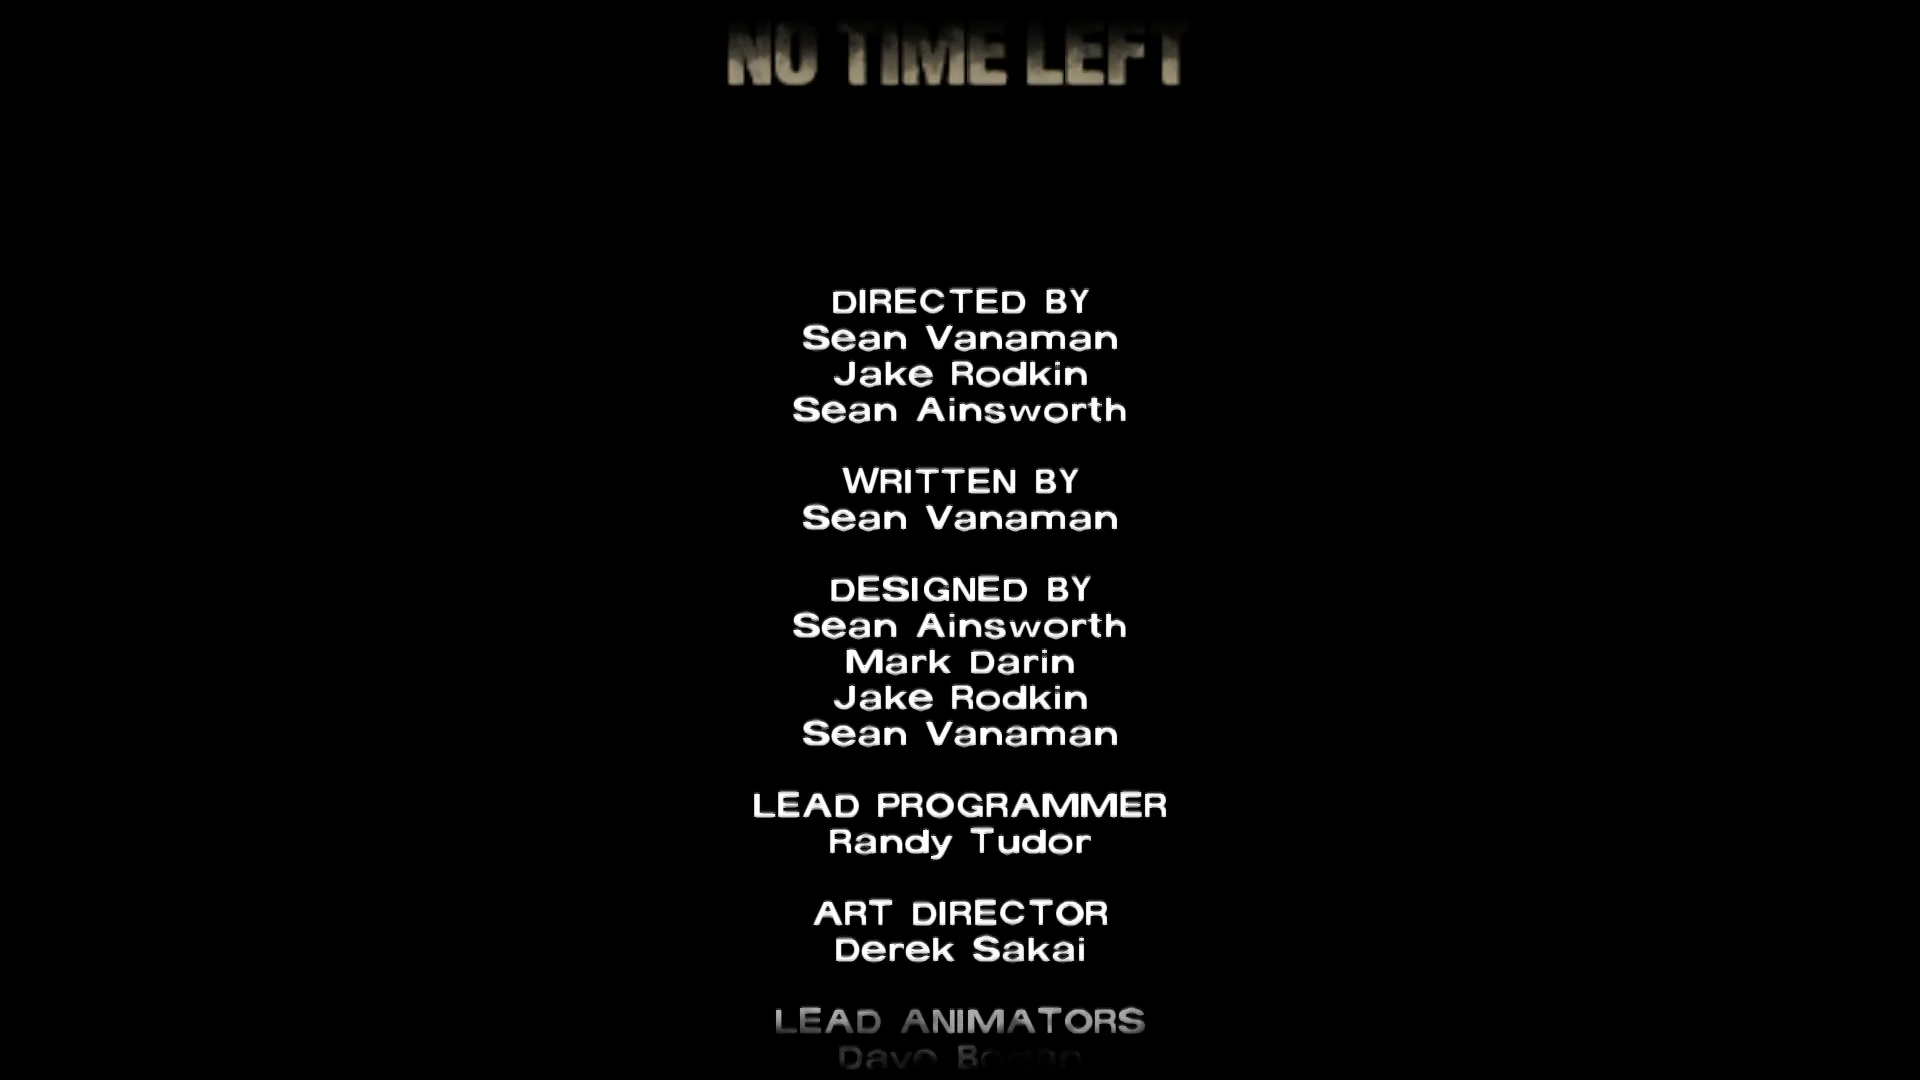 NO TIME LEFT
DIRECTED BY
Sean Vanaman
Jake Rodkin
Sean Ainsworth
WRITTEN BY
Sean Vanaman
DESIGNED BY
Sean Ainsworth
Mark Darin
Jake Rodkin
Sean Vanaman
LEAD PROGRAMMER
Randy Tudor
ART DIRECTOR
Derek Sakai
LEAD ANIMATORS